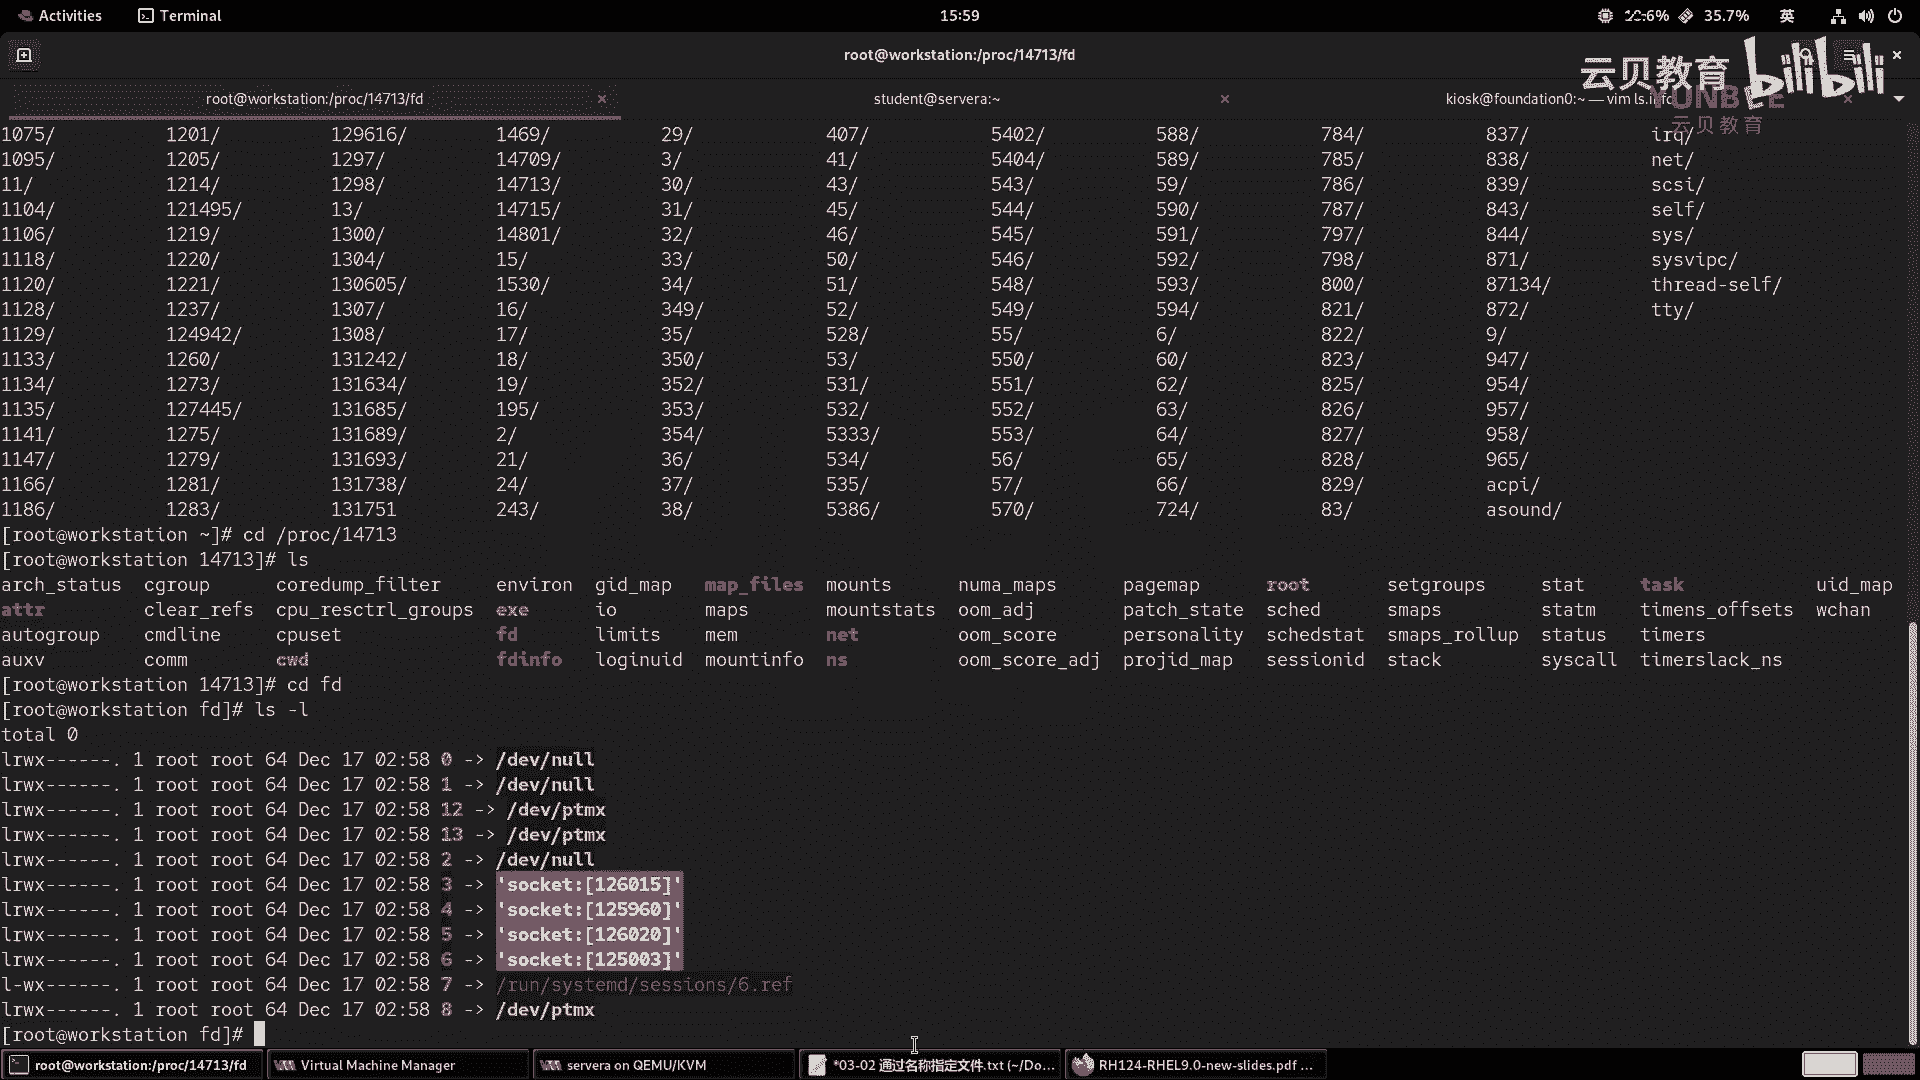 Activities Terminal 15:59 35.7% 英
root@workstation:/proc/14713/fd
云贝教育 bilibili
root@workstation:/proc/14713/fd × student@servera:~ × kiosk@foundation0:~ — vim ls.info ×
云贝教育
1075/ 1201/ 129616/ 1469/ 29/ 407/ 5402/ 588/ 784/ 837/ irq/
1095/ 1205/ 1297/ 14709/ 3/ 41/ 5404/ 589/ 785/ 838/ net/
11/ 1214/ 1298/ 14713/ 30/ 43/ 543/ 59/ 786/ 839/ scsi/
1104/ 121495/ 13/ 14715/ 31/ 45/ 544/ 590/ 787/ 843/ self/
1106/ 1219/ 1300/ 14801/ 32/ 46/ 545/ 591/ 797/ 844/ sys/
1118/ 1220/ 1304/ 15/ 33/ 50/ 546/ 592/ 798/ 871/ sysvipc/
1120/ 1221/ 130605/ 1530/ 34/ 51/ 548/ 593/ 800/ 87134/ thread-self/
1128/ 1237/ 1307/ 16/ 349/ 52/ 549/ 594/ 821/ 872/ tty/
1129/ 124942/ 1308/ 17/ 35/ 528/ 55/ 6/ 822/ 9/
1133/ 1260/ 131242/ 18/ 350/ 53/ 550/ 60/ 823/ 947/
1134/ 1273/ 131634/ 19/ 352/ 531/ 551/ 62/ 825/ 954/
1135/ 127445/ 131685/ 195/ 353/ 532/ 552/ 63/ 826/ 957/
1141/ 1275/ 131689/ 2/ 354/ 5333/ 553/ 64/ 827/ 958/
1147/ 1279/ 131693/ 21/ 36/ 534/ 56/ 65/ 828/ 965/
1166/ 1281/ 131738/ 24/ 37/ 535/ 57/ 66/ 829/ acpi/
1186/ 1283/ 131751 243/ 38/ 5386/ 570/ 724/ 83/ asound/
[root@workstation ~]# cd /proc/14713
[root@workstation 14713]# ls
arch_status cgroup coredump_filter environ gid_map map_files mounts numa_maps pagemap root setgroups stat task uid_map
attr clear_refs cpu_resctrl_groups exe io maps mountstats oom_adj patch_state sched smaps statm timens_offsets wchan
autogroup cmdline cpuset fd limits mem net oom_score personality schedstat smaps_rollup status timers
auxv comm cwd fdinfo loginuid mountinfo ns oom_score_adj projid_map sessionid stack syscall timerslack_ns
[root@workstation 14713]# cd fd
[root@workstation fd]# ls -l
total 0
lrwx------. 1 root root 64 Dec 17 02:58 0 -> /dev/null
lrwx------. 1 root root 64 Dec 17 02:58 1 -> /dev/null
lrwx------. 1 root root 64 Dec 17 02:58 12 -> /dev/ptmx
lrwx------. 1 root root 64 Dec 17 02:58 13 -> /dev/ptmx
lrwx------. 1 root root 64 Dec 17 02:58 2 -> /dev/null
lrwx------. 1 root root 64 Dec 17 02:58 3 -> 'socket:[126015]'
lrwx------. 1 root root 64 Dec 17 02:58 4 -> 'socket:[125960]'
lrwx------. 1 root root 64 Dec 17 02:58 5 -> 'socket:[126020]'
lrwx------. 1 root root 64 Dec 17 02:58 6 -> 'socket:[125003]'
l-wx------. 1 root root 64 Dec 17 02:58 7 -> /run/systemd/sessions/6.ref
lrwx------. 1 root root 64 Dec 17 02:58 8 -> /dev/ptmx
[root@workstation fd]#
root@workstation:/proc/14713/fd Virtual Machine Manager servera on QEMU/KVM *03-02 通过名称指定文件.txt (~/Do... RH124-RHEL9.0-new-slides.pdf ...